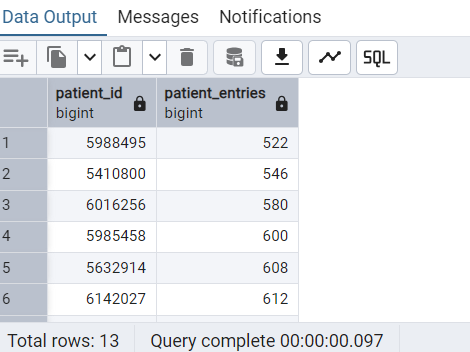 Data Output Messages Notifications
SQL
patient_id patient_entries
bigint bigint
1 5988495 522
2 5410800 546
3 6016256 580
4 5985458 600
5 5632914 608
6 6142027 612
Total rows: 13 Query complete 00:00:00.097